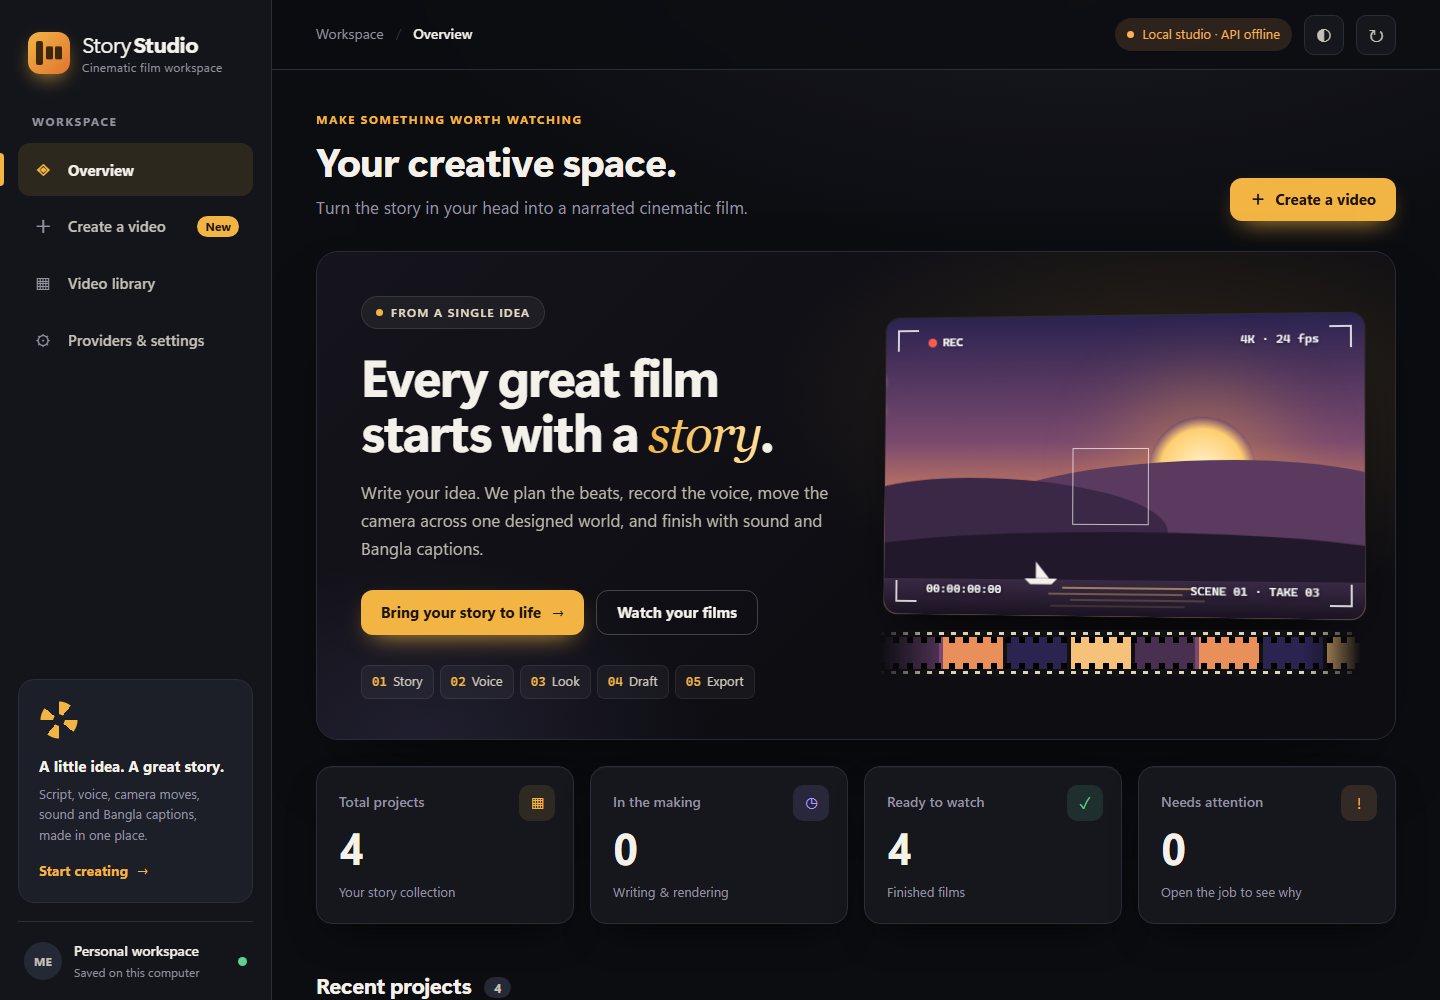 StoryStudio
Cinematic film workspace
WORKSPACE
Overview
Create a video New
Video library
Providers & settings
A little idea. A great story.
Script, voice, camera moves,
sound and Bangla captions,
made in one place.
Start creating →
ME
Personal workspace
Saved on this computer
Workspace / Overview
Local studio · API offline
MAKE SOMETHING WORTH WATCHING
Your creative space.
Turn the story in your head into a narrated cinematic film.
+ Create a video
FROM A SINGLE IDEA
Every great film
starts with a story.
Write your idea. We plan the beats, record the voice, move the
camera across one designed world, and finish with sound and
Bangla captions.
Bring your story to life →
Watch your films
01 Story
02 Voice
03 Look
04 Draft
05 Export
REC
4K · 24 fps
00:00:00:00
SCENE 01 · TAKE 03
Total projects
4
Your story collection
In the making
0
Writing & rendering
Ready to watch
✓
4
Finished films
Needs attention
!
0
Open the job to see why
Recent projects 4